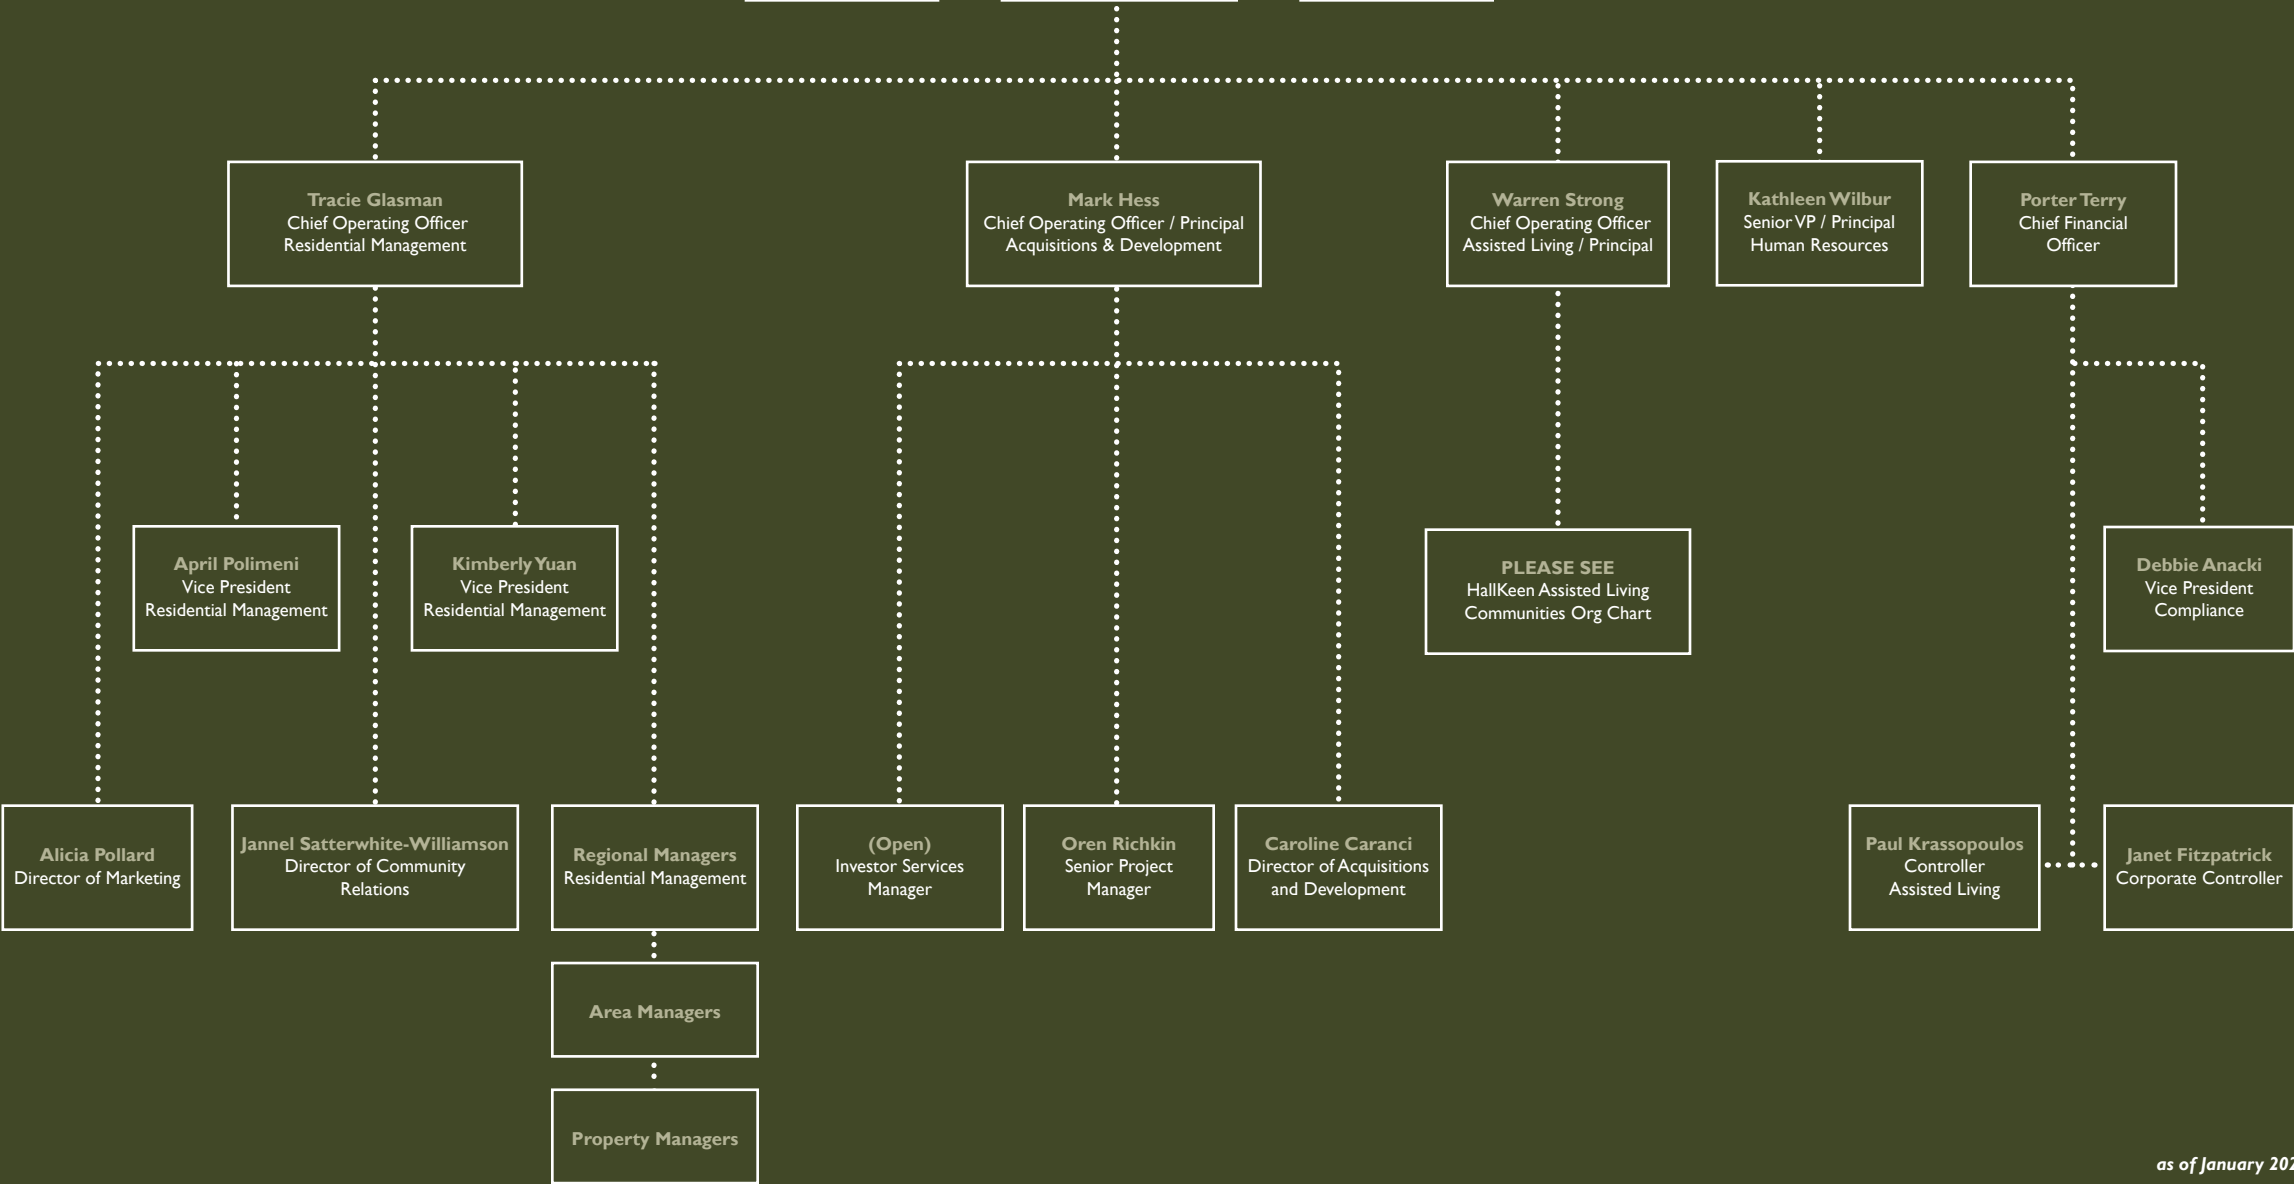 Tracie Glasman
Chief Operating Officer
Residential Management
Mark Hess
Chief Operating Officer / Principal
Acquisitions & Development
Warren Strong
Chief Operating Officer
Assisted Living / Principal
Kathleen Wilbur
Senior VP / Principal
Human Resources
Porter Terry
Chief Financial
Officer
April Polimeni
Vice President
Residential Management
Kimberly Yuan
Vice President
Residential Management
PLEASE SEE
HallKeen Assisted Living
Communities Org Chart
Debbie Anacki
Vice President
Compliance
Alicia Pollard
Director of Marketing
Jannel Satterwhite-Williamson
Director of Community
Relations
Regional Managers
Residential Management
(Open)
Investor Services
Manager
Oren Richkin
Senior Project
Manager
Caroline Caranci
Director of Acquisitions
and Development
Paul Krassopoulos
Controller
Assisted Living
Janet Fitzpatrick
Corporate Controller
Area Managers
Property Managers
as of January